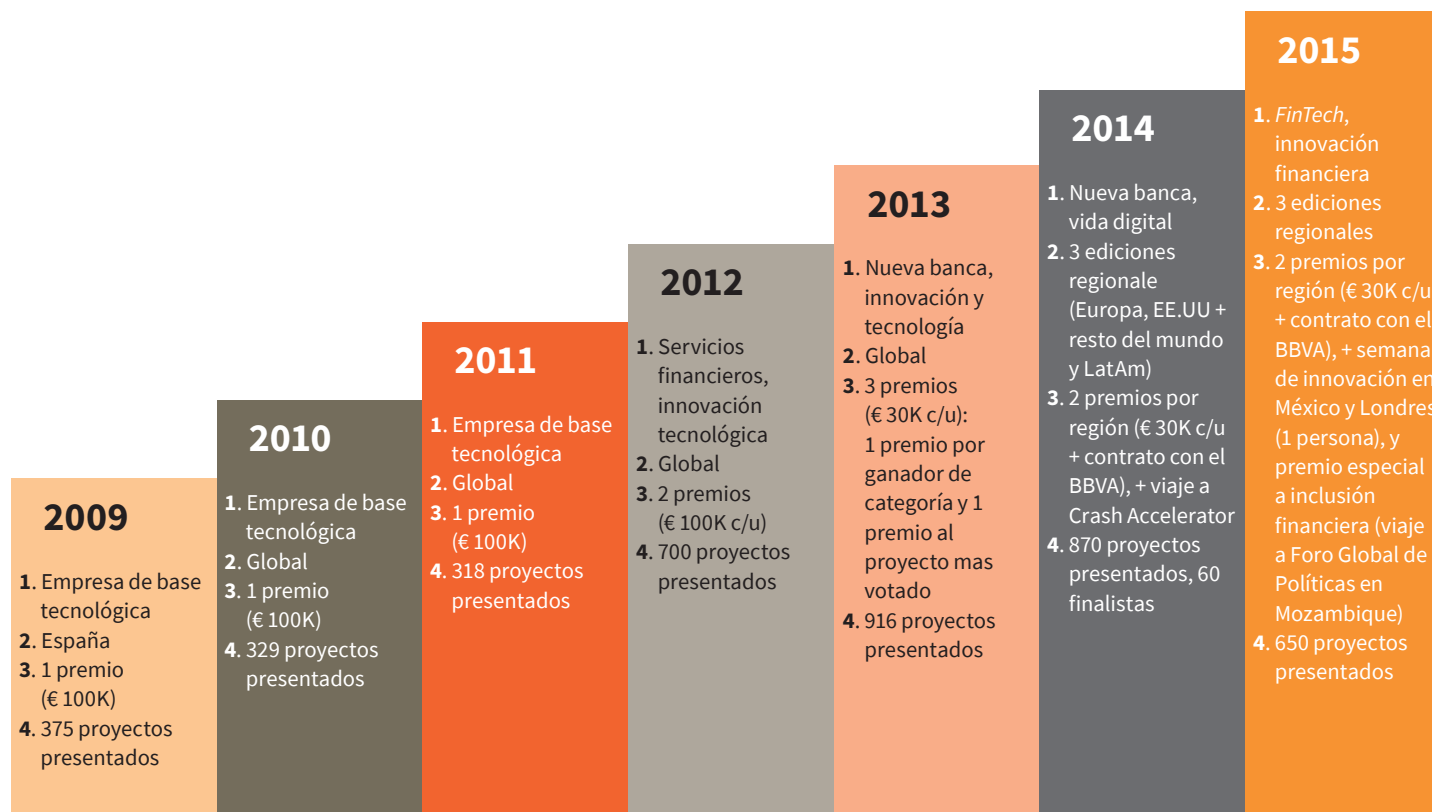 2009
1. Empresa de base
tecnológica
2. España
3. 1 premio
(€ 100K)
4. 375 proyectos
presentados
2010
1. Empresa de base
tecnológica
2. Global
3. 1 premio
(€ 100K)
4. 329 proyectos
presentados
2011
1. Empresa de base
tecnológica
2. Global
3. 1 premio
(€ 100K)
4. 318 proyectos
presentados
2012
1. Servicios
financieros,
innovación
tecnológica
2. Global
3. 2 premios
(€ 100K c/u)
4. 700 proyectos
presentados
2013
1. Nueva banca,
innovación y
tecnología
2. Global
3. 3 premios
(€ 30K c/u):
1 premio por
ganador de
categoría y 1
premio al
proyecto mas
votado
4. 916 proyectos
presentados
2014
1. Nueva banca,
vida digital
2. 3 ediciones
regionale
(Europa, EE.UU +
resto del mundo
y LatAm)
3. 2 premios por
región (€ 30K c/u
+ contrato con el
BBVA), + viaje a
Crash Accelerator
4. 870 proyectos
presentados, 60
finalistas
2015
1. FinTech,
innovación
financiera
2. 3 ediciones
regionales
3. 2 premios por
región (€ 30K c/u
+ contrato con el
BBVA), + semana
de innovación en
México y Londres
(1 persona), y
premio especial
a inclusión
financiera (viaje
a Foro Global de
Políticas en
Mozambique)
4. 650 proyectos
presentados